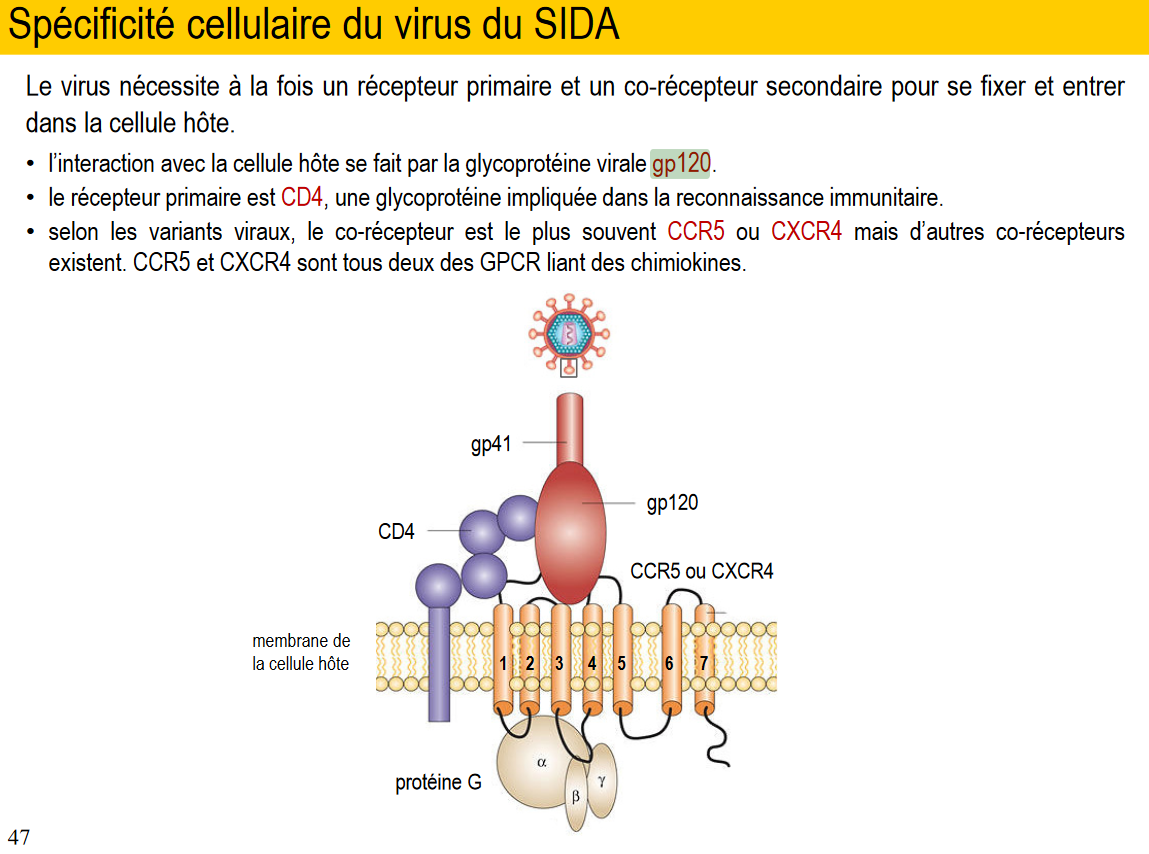 Spécificité cellulaire du virus du SIDA
Le virus nécessite à la fois un récepteur primaire et un co-récepteur secondaire pour se fixer et entrer
dans la cellule hôte.
• l'interaction avec la cellule hôte se fait par la glycoprotéine virale gp120.
• le récepteur primaire est CD4, une glycoprotéine impliquée dans la reconnaissance immunitaire.
• selon les variants viraux, le co-récepteur est le plus souvent CCR5 ou CXCR4 mais d'autres co-récepteurs
existent. CCR5 et CXCR4 sont tous deux des GPCR liant des chimiokines.
gp41
gp120
CD4
CCR5 ou CXCR4
membrane de
la cellule hôte
1 2 3 4 5 6 7
α
protéine G
β
γ
47